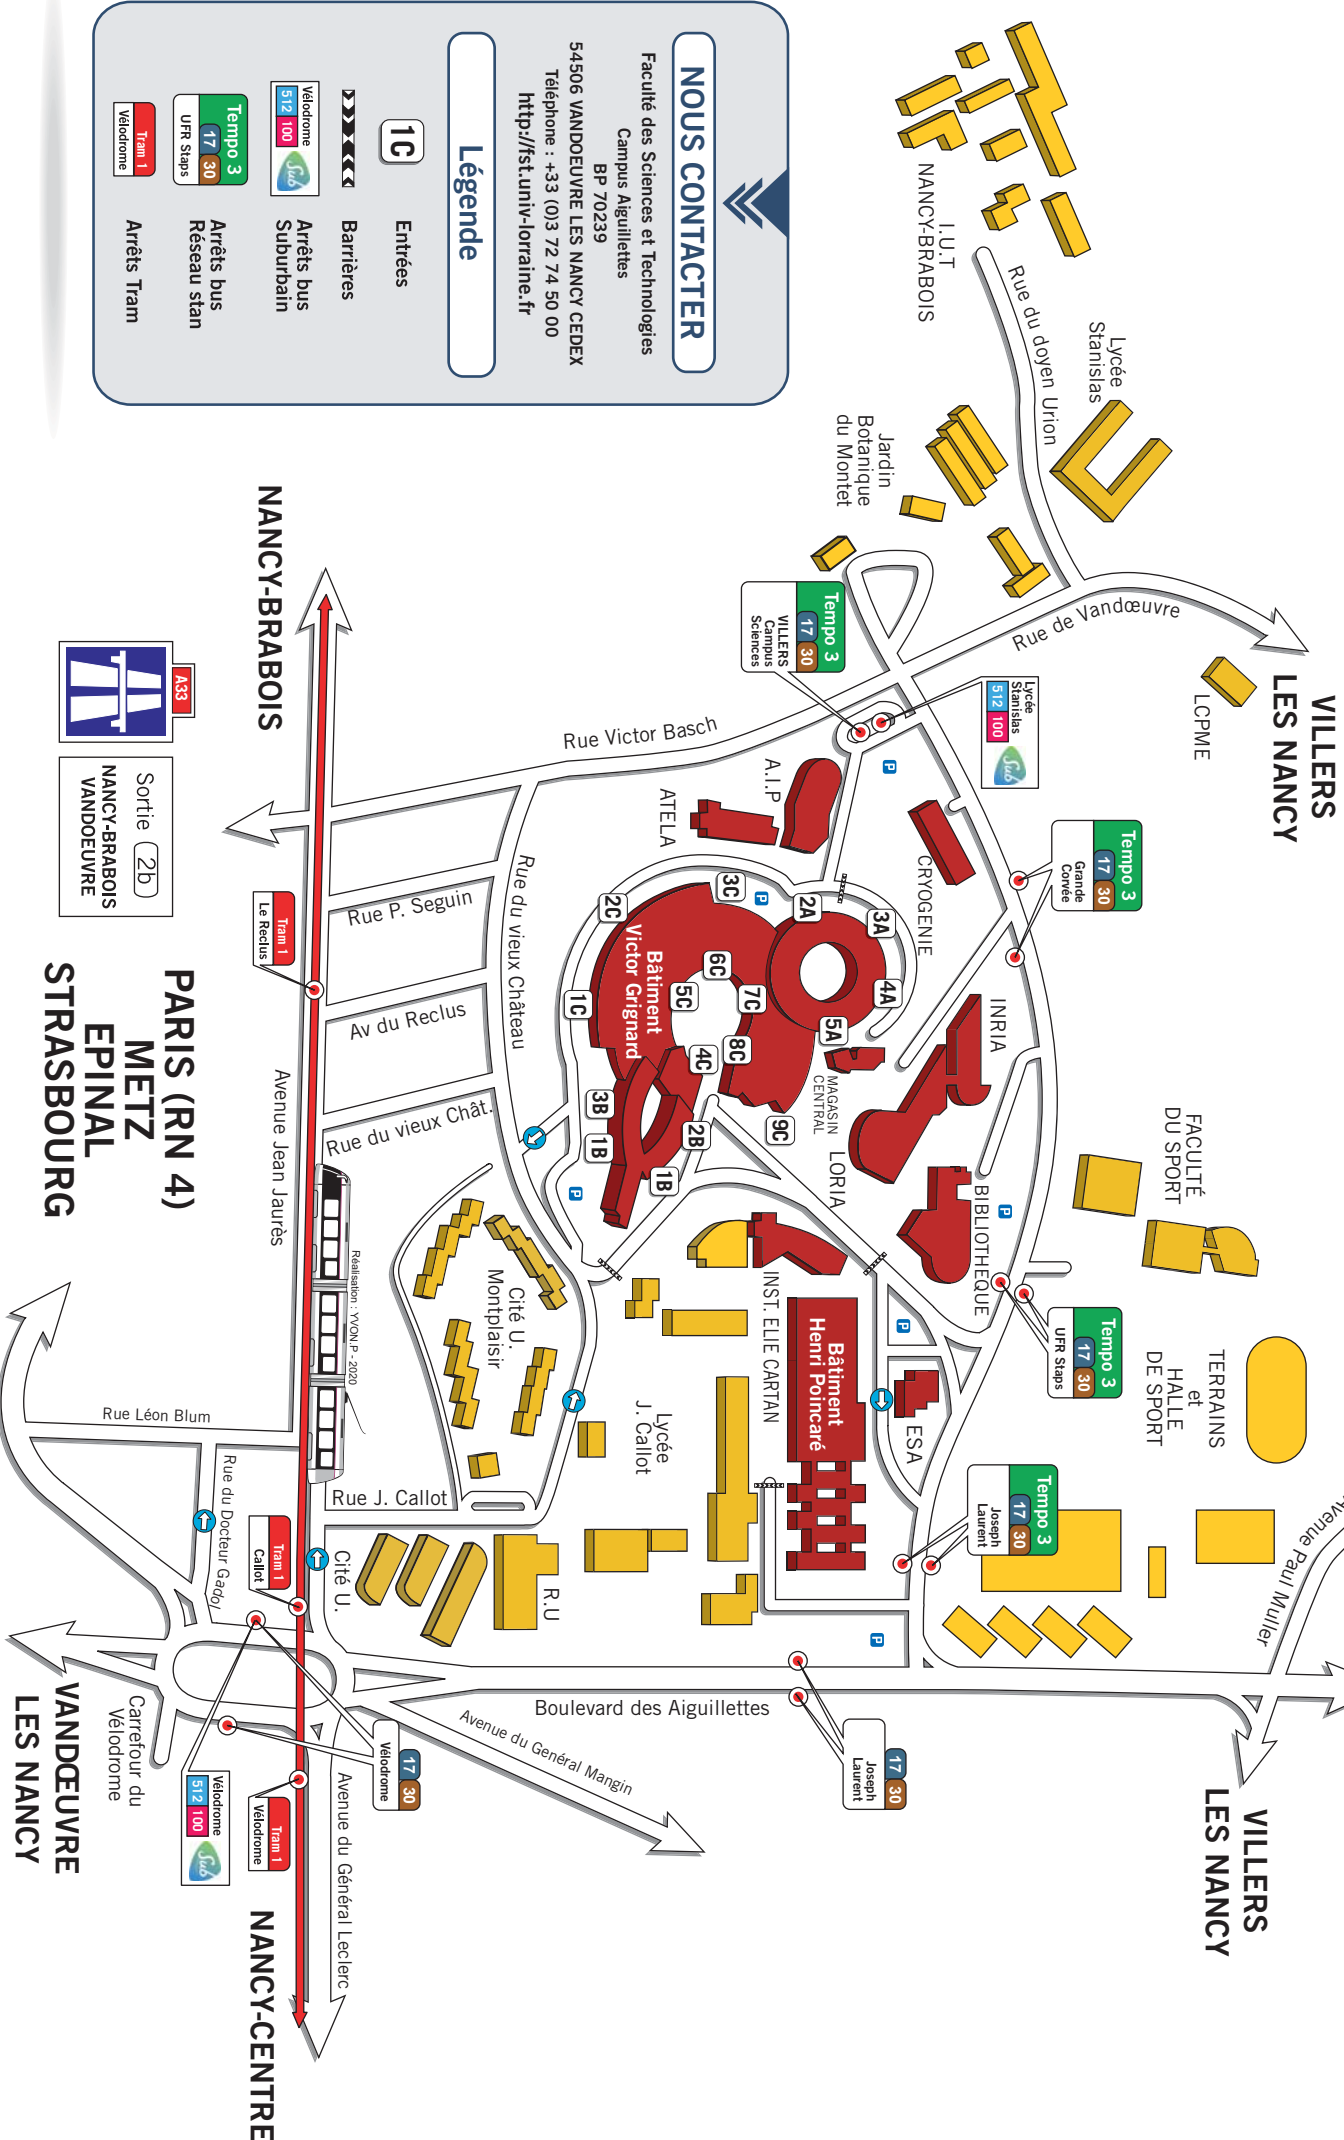 NOUS CONTACTER
Faculté des Sciences et Technologies
Campus Aiguillettes
BP 70239
54506 VANDOEUVRE LES NANCY CEDEX
Téléphone : +33 (0)3 72 74 50 00
http://fst.univ-lorraine.fr
Légende
1C
Entrées
Barrières
Vélodrome
512 100
Sub
Arrêts bus
Suburbain
Tempo 3
17 30
UFR Staps
Arrêts bus
Réseau stan
Tram 1
Vélodrome
Arrêts Tram
I.U.T
NANCY-BRABOIS
Rue du doyen Urion
Lycée
Stanislas
Jardin
Botanique
du Montet
Rue de Vandœuvre
VILLERS
LES NANCY
LCPME
Tempo 3
17 30
VILLERS
Campus
Sciences
Lycée
Stanislas
512 100
Sub
Tempo 3
17 30
Grande
Corvée
Rue Victor Basch
NANCY-BRABOIS
A33
Sortie 2b
NANCY-BRABOIS
VANDOEUVRE
PARIS (RN 4)
METZ
EPINAL
STRASBOURG
P
A.I.P
ATELA
CRYOGENIE
P
3C
2A
3A
2C
4A
6C
5C
7C
1C
5A
8C
4C
3B
1B
2B
9C
1B
Bâtiment
Victor Grignard
MAGASIN
CENTRAL
INRIA
LORIA
BIBLIOTHEQUE
P
P
FACULTÉ
DU SPORT
Tempo 3
17 30
UFR Staps
TERRAINS
et
HALLE
DE SPORT
Rue du vieux Château
Rue P. Seguin
Av du Reclus
Rue du vieux Chât.
Tram 1
Le Reclus
Avenue Jean Jaurès
Réalisation : YVON.P - 2020
Cité U.
Montplaisir
INST. ELIE CARTAN
Bâtiment
Henri Poincaré
P
ESA
Lycée
J. Callot
Tempo 3
17 30
Joseph
Laurent
Avenue Paul Muller
Rue Léon Blum
Rue du Docteur Gadol
Rue J. Callot
Tram 1
Callot
Cité U.
R.U
P
Boulevard des Aiguillettes
Avenue du Général Mangin
17 30
Joseph
Laurent
17 30
Vélodrome
Carrefour du
Vélodrome
Vélodrome
512 100
Sub
Tram 1
Vélodrome
Avenue du Général Leclerc
VANDŒUVRE
LES NANCY
NANCY-CENTRE
VILLERS
LES NANCY